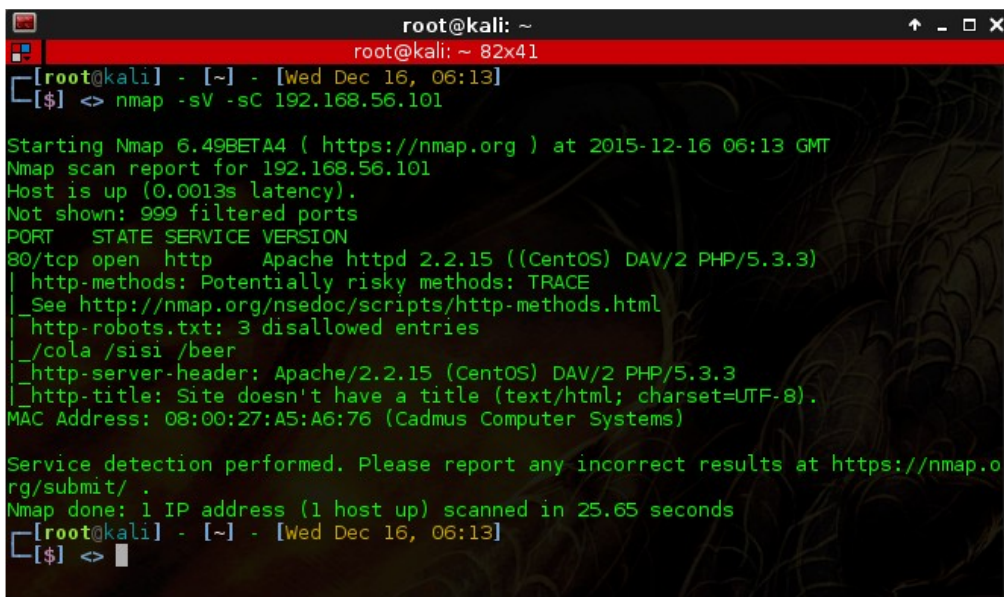 root@kali: ~
root@kali: ~ 82x41
[root@kali] - [~] - [Wed Dec 16, 06:13]
[$] <> nmap -sV -sC 192.168.56.101
Starting Nmap 6.49BETA4 ( https://nmap.org ) at 2015-12-16 06:13 GMT
Nmap scan report for 192.168.56.101
Host is up (0.0013s latency).
Not shown: 999 filtered ports
PORT   STATE SERVICE VERSION
80/tcp open  http    Apache httpd 2.2.15 ((CentOS) DAV/2 PHP/5.3.3)
| http-methods: Potentially risky methods: TRACE
|_See http://nmap.org/nsedoc/scripts/http-methods.html
| http-robots.txt: 3 disallowed entries
|_/cola /sisi /beer
|_http-server-header: Apache/2.2.15 (CentOS) DAV/2 PHP/5.3.3
|_http-title: Site doesn't have a title (text/html; charset=UTF-8).
MAC Address: 08:00:27:A5:A6:76 (Cadmus Computer Systems)
Service detection performed. Please report any incorrect results at https://nmap.o
rg/submit/ .
Nmap done: 1 IP address (1 host up) scanned in 25.65 seconds
[root@kali] - [~] - [Wed Dec 16, 06:13]
[$] <>